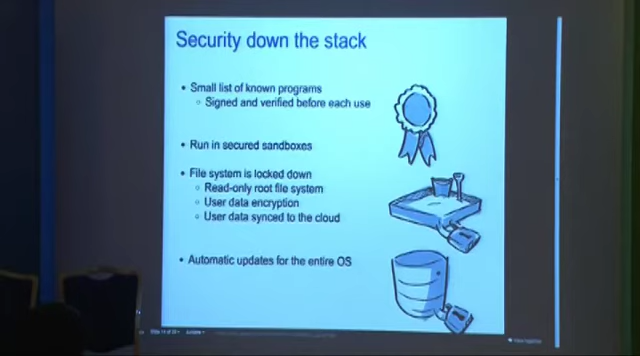 Security down the stack
• Small list of known programs
○ Signed and verified before each use
• Run in secured sandboxes
• File system is locked down
○ Read-only root file system
○ User data encryption
○ User data synced to the cloud
• Automatic updates for the entire OS